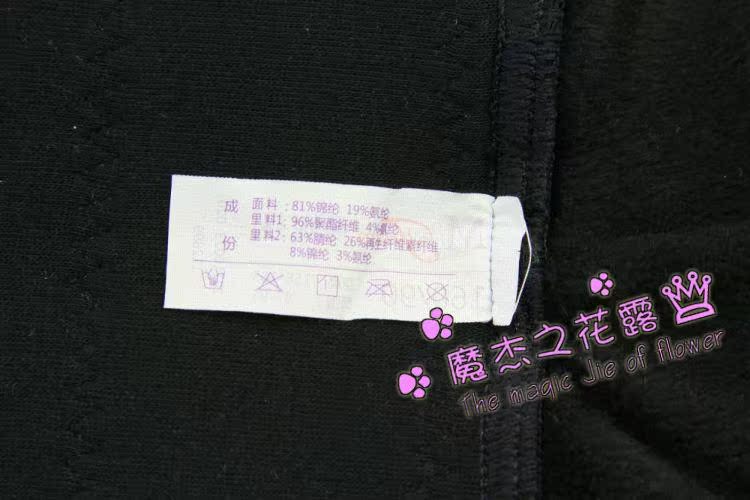 成 面料：81%锦纶 19%氨纶
里料1：96%聚酯纤维 4%氨纶
份 里料2：63%腈纶 26%再生纤维素纤维
8%锦纶 3%氨纶
魔杰之花露
The magic Jie of flower